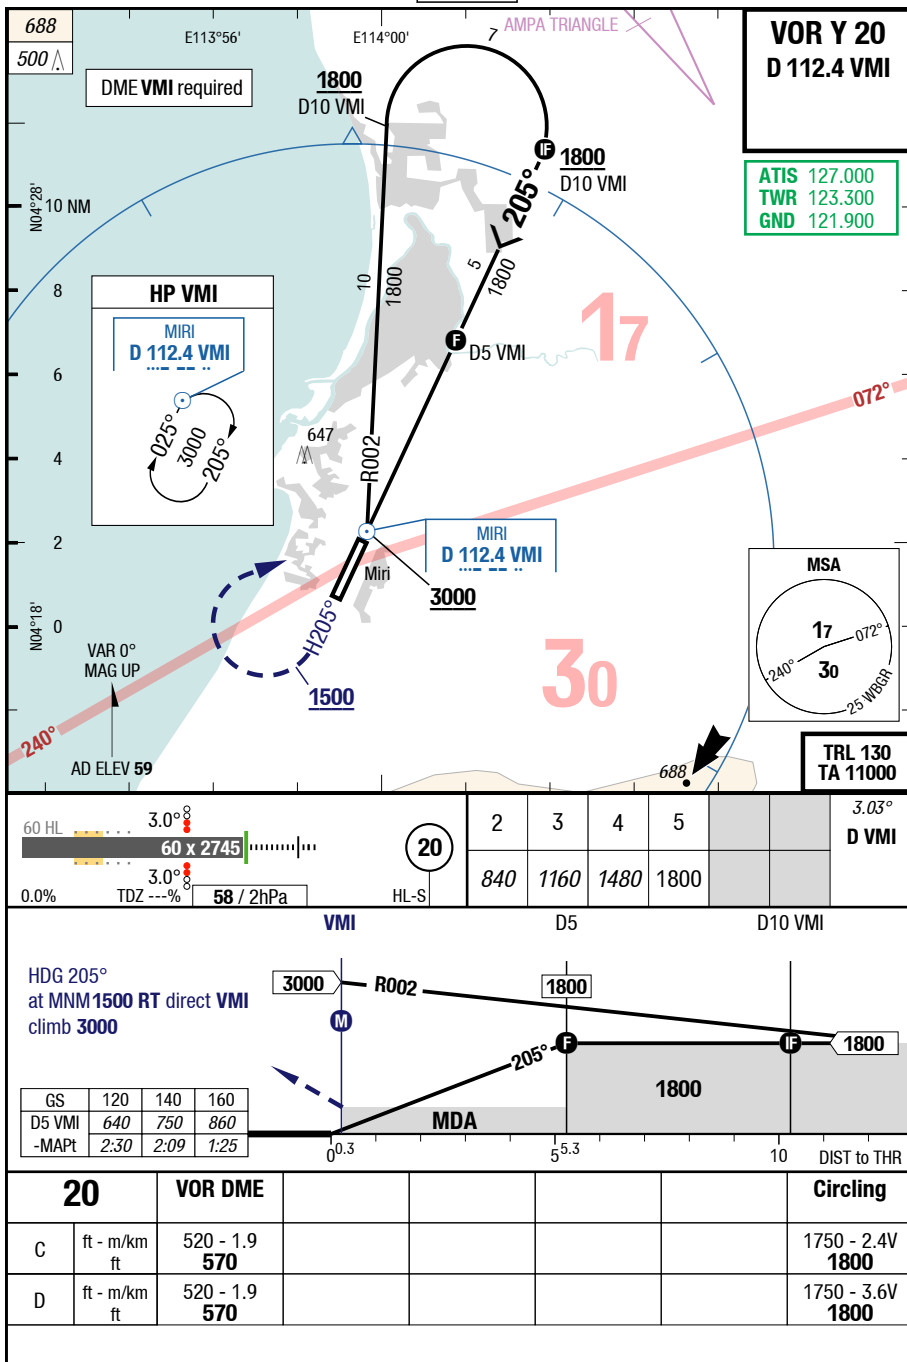 688
500
E113°56'
E114°00'
AMPA TRIANGLE
7
VOR Y 20
D 112.4 VMI
DME VMI required
1800
D10 VMI
IF
1800
D10 VMI
205°
ATIS 127.000
TWR 123.300
GND 121.900
N04°28'
10 NM
8
6
4
2
0
N04°18'
HP VMI
MIRI
D 112.4 VMI
025°
3000
205°
10
1800
5
1800
F
D5 VMI
17
072°
647
R002
MIRI
D 112.4 VMI
Miri
3000
H205°
1500
30
240°
VAR 0°
MAG UP
AD ELEV 59
688
MSA
17
072°
240°
30
25 WBGR
TRL 130
TA 11000
60 HL
3.0°
60 x 2745
3.0°
0.0%
TDZ ---%
58 / 2hPa
20
HL-S
2 3 4 5
840 1160 1480 1800
3.03°
D VMI
VMI
D5
D10 VMI
HDG 205°
at MNM 1500 RT direct VMI
climb 3000
3000
R002
1800
M
205°
F
IF
1800
1800
MDA
GS 120 140 160
D5 VMI 640 750 860
-MAPt 2:30 2:09 1:25
0 0.3
5 5.3
10
DIST to THR
20 VOR DME Circling
C ft - m/km 520 - 1.9 1750 - 2.4V
ft 570 1800
D ft - m/km 520 - 1.9 1750 - 3.6V
ft 570 1800